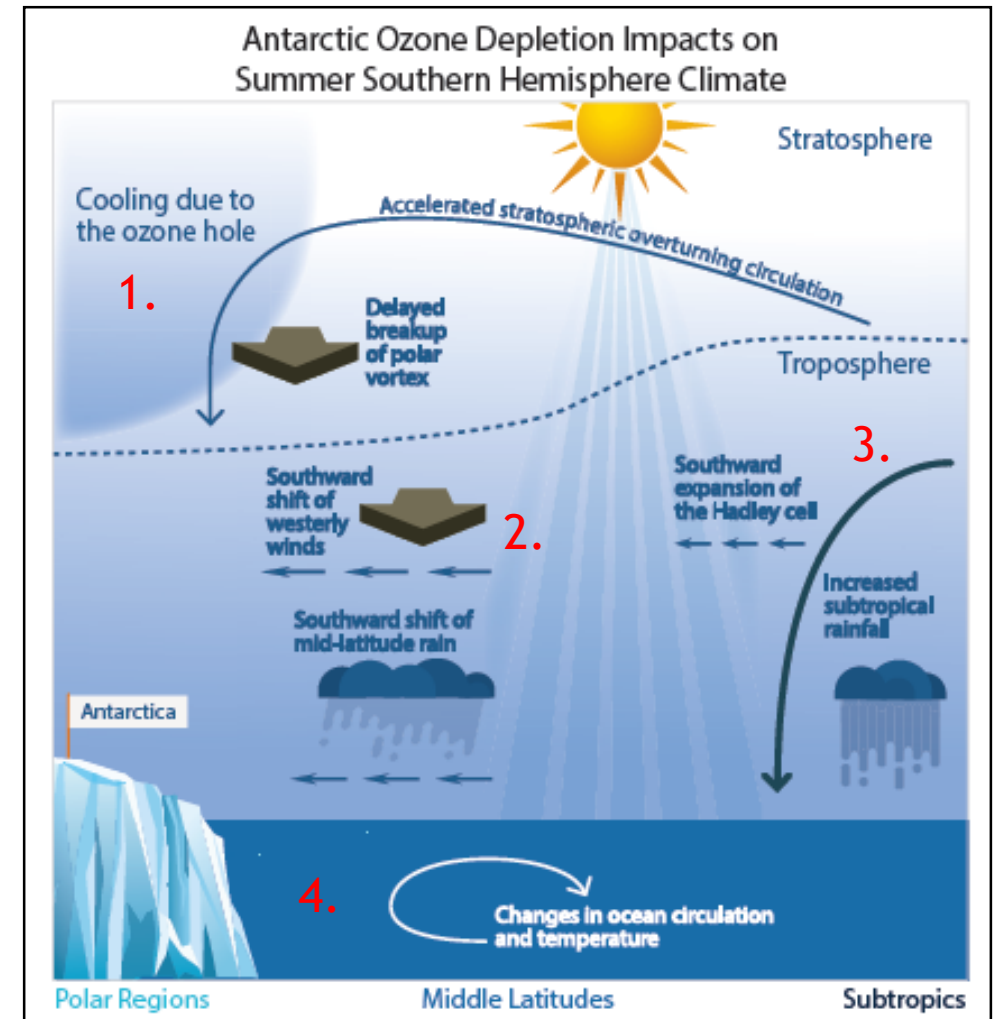 Antarctic Ozone Depletion Impacts on
Summer Southern Hemisphere Climate
Stratosphere
Cooling due to
the ozone hole
Accelerated stratospheric overturning circulation
1.
Delayed
breakup
of polar
vortex
Troposphere
3.
Southward
shift of
westerly
winds
2.
Southward
expansion of
the Hadley cell
Increased
subtropical
rainfall
Southward shift of
mid-latitude rain
Antarctica
4.
Changes in ocean circulation
and temperature
Polar Regions
Middle Latitudes
Subtropics